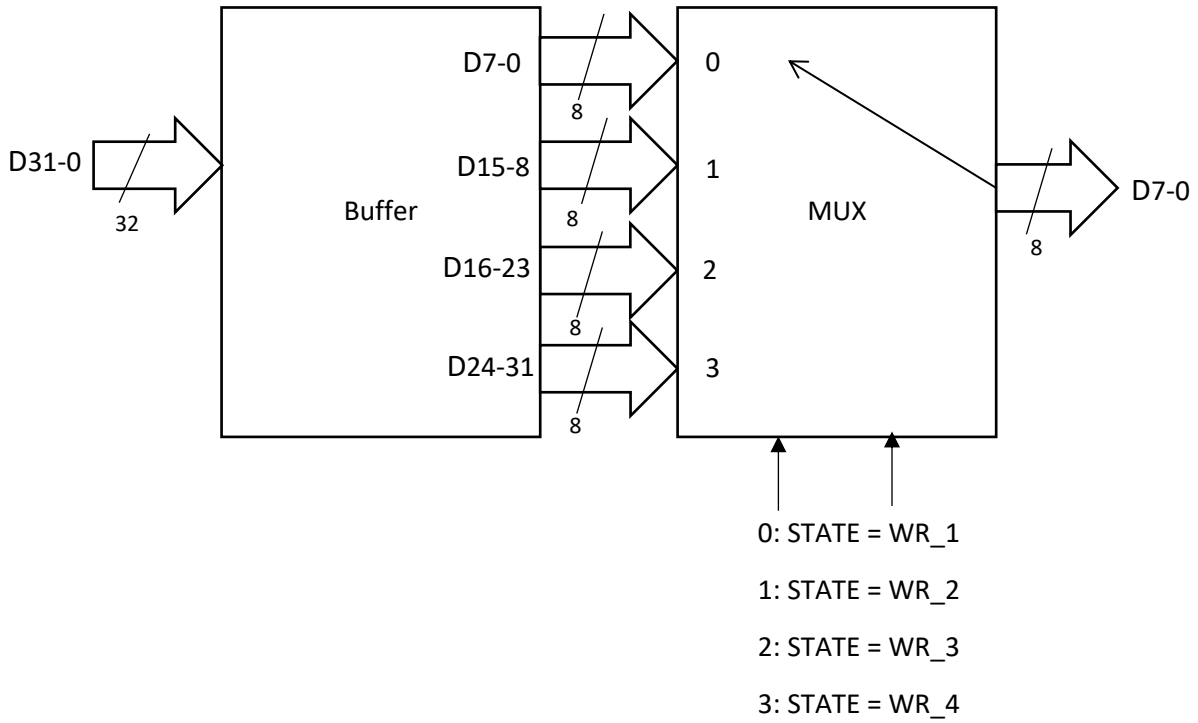 D31-0
32
Buffer
D7-0
D15-8
D16-23
D24-31
8
8
8
8
0
1
2
3
MUX
8
D7-0
0: STATE = WR_1
1: STATE = WR_2
2: STATE = WR_3
3: STATE = WR_4